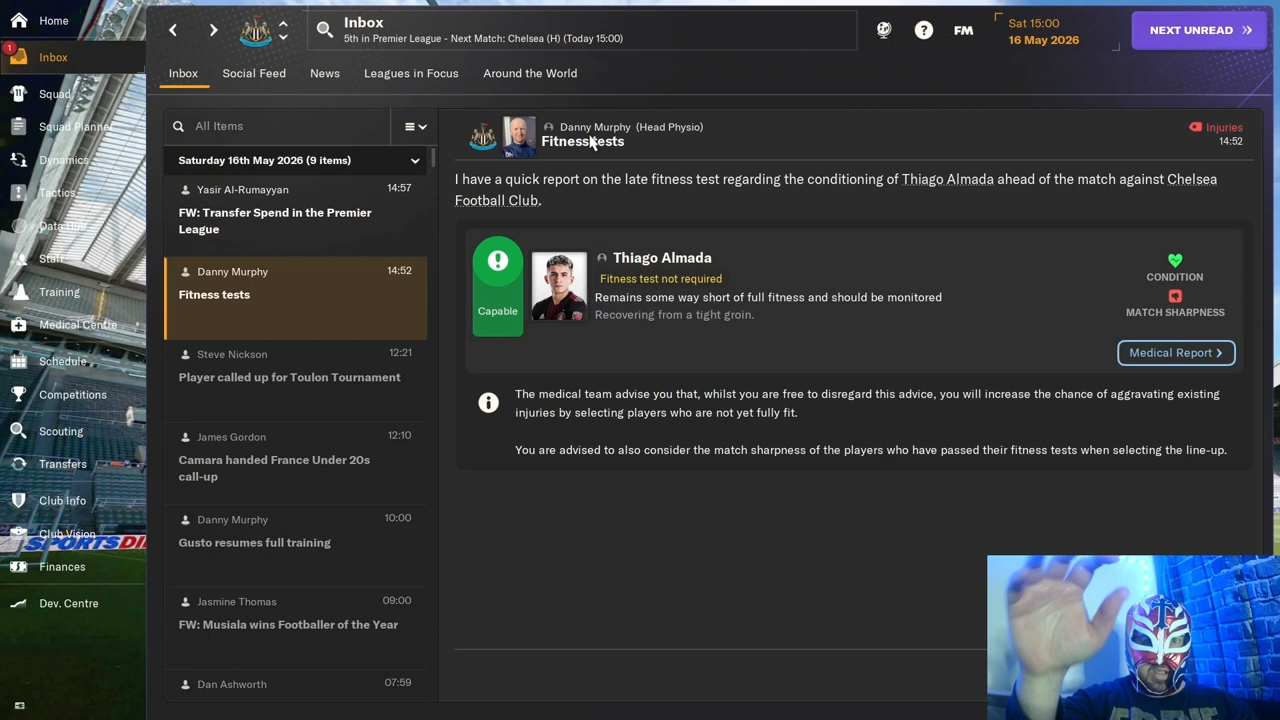 Home
1
Inbox
Squad
Squad Planner
Dynamics
Tactics
Data Hub
Staff
Training
Medical Centre
Schedule
Competitions
Scouting
Transfers
Club Info
Club Vision
SPORTSDI
Finances
Dev. Centre
Inbox
5th in Premier League - Next Match: Chelsea (H) (Today 15:00)
FM
Sat 15:00
16 May 2026
NEXT UNREAD
Inbox
Social Feed
News
Leagues in Focus
Around the World
All Items
Saturday 16th May 2026 (9 items)
Yasir Al-Rumayyan 14:57
FW: Transfer Spend in the Premier
League
Danny Murphy 14:52
Fitness tests
Steve Nickson 12:21
Player called up for Toulon Tournament
James Gordon 12:10
Camara handed France Under 20s
call-up
Danny Murphy 10:00
Gusto resumes full training
Jasmine Thomas 09:00
FW: Musiala wins Footballer of the Year
Dan Ashworth 07:59
Danny Murphy (Head Physio)
Fitness tests
Injuries
14:52
I have a quick report on the late fitness test regarding the conditioning of Thiago Almada ahead of the match against Chelsea
Football Club.
Capable
Thiago Almada
Fitness test not required
Remains some way short of full fitness and should be monitored
Recovering from a tight groin.
CONDITION
MATCH SHARPNESS
Medical Report
The medical team advise you that, whilst you are free to disregard this advice, you will increase the chance of aggravating existing
injuries by selecting players who are not yet fully fit.
You are advised to also consider the match sharpness of the players who have passed their fitness tests when selecting the line-up.